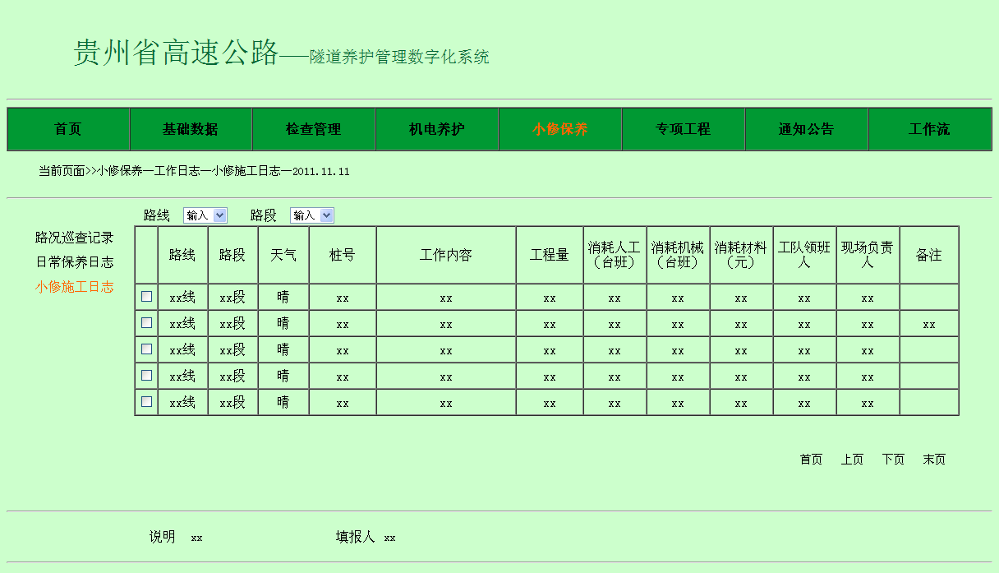 贵州省高速公路——隧道养护管理数字化系统
首页 基础数据 检查管理 机电养护 小修保养 专项工程 通知公告 工作流
当前页面>>小修保养—工作日志—小修施工日志—2011.11.11
路线 输入 路段 输入
路况巡查记录
日常保养日志
小修施工日志
路线 路段 天气 桩号 工作内容 工程量 消耗人工（台班） 消耗机械（台班） 消耗材料（元） 工队领班人 现场负责人 备注
xx线 xx段 晴 xx xx xx xx xx xx xx xx
xx线 xx段 晴 xx xx xx xx xx xx xx xx xx
xx线 xx段 晴 xx xx xx xx xx xx xx xx
xx线 xx段 晴 xx xx xx xx xx xx xx xx
xx线 xx段 晴 xx xx xx xx xx xx xx xx
首页 上页 下页 末页
说明 xx 填报人 xx